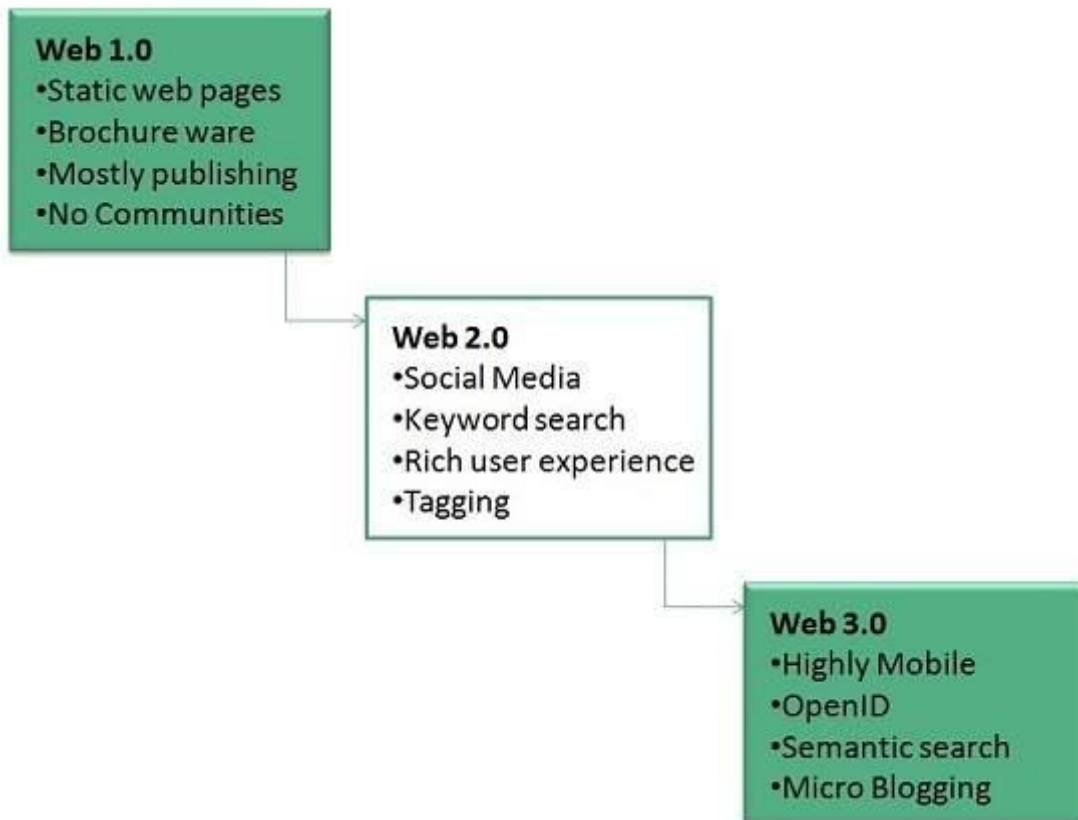 Web 1.0
•Static web pages
•Brochure ware
•Mostly publishing
•No Communities
Web 2.0
•Social Media
•Keyword search
•Rich user experience
•Tagging
Web 3.0
•Highly Mobile
•OpenID
•Semantic search
•Micro Blogging